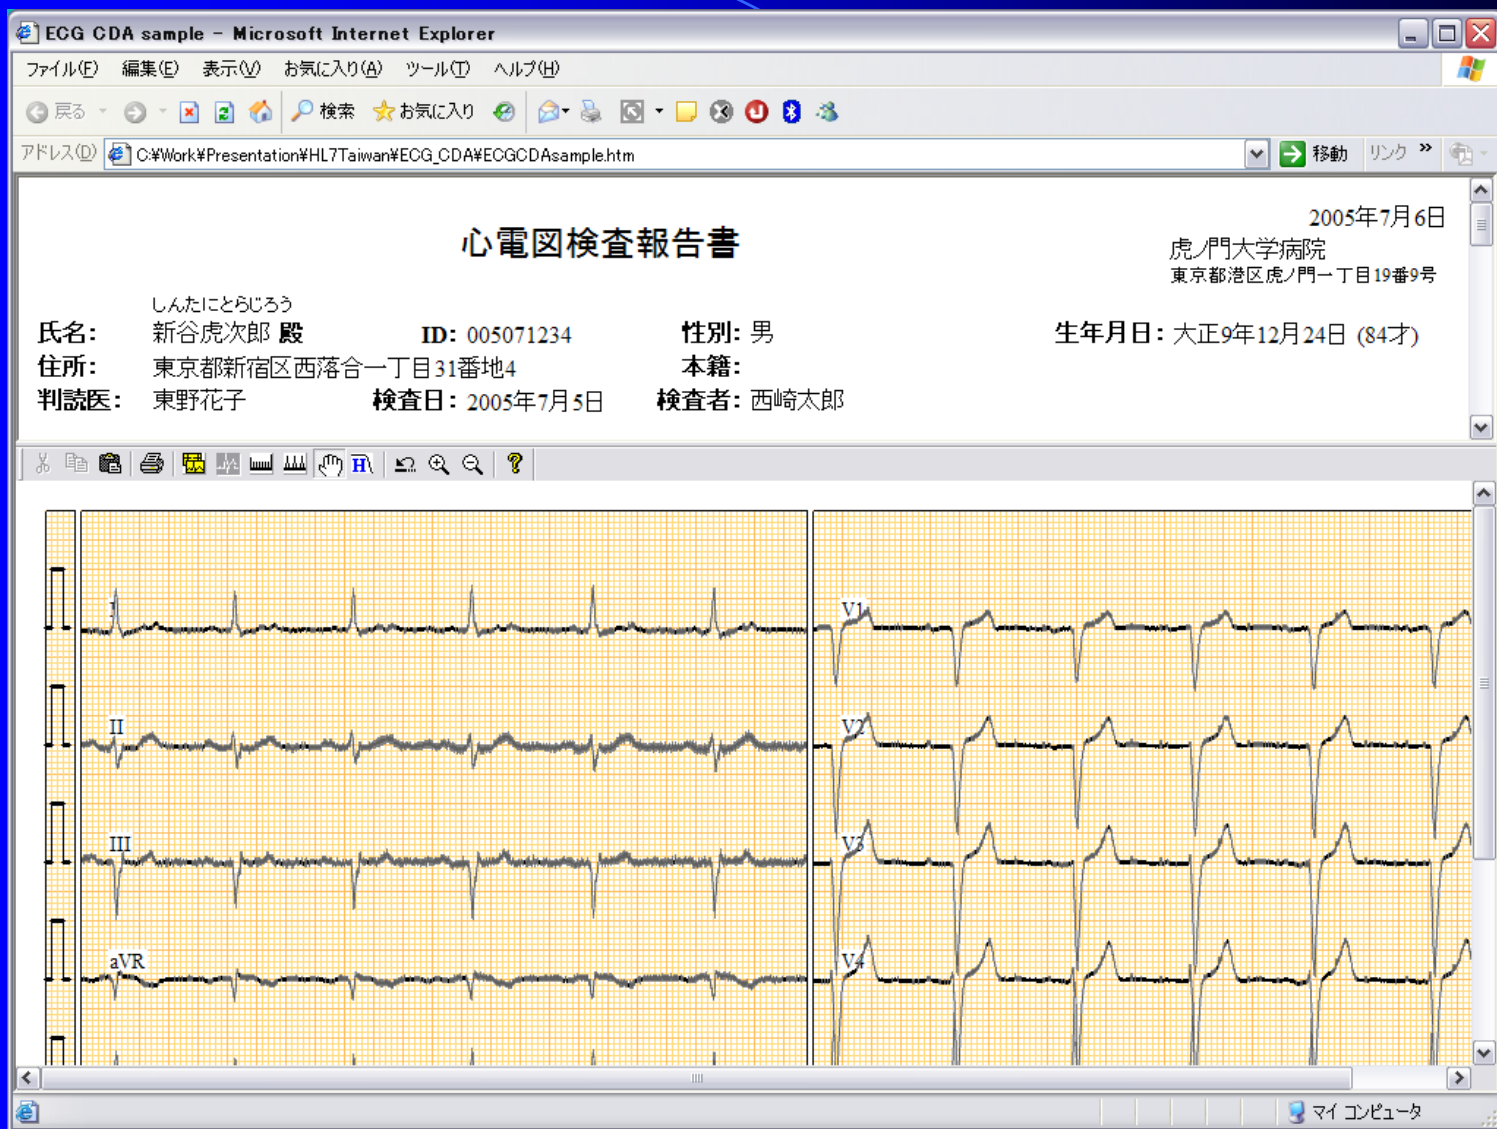 ECG CDA sample - Microsoft Internet Explorer
ファイル(F) 編集(E) 表示(V) お気に入り(A) ツール(T) ヘルプ(H)
戻る 検索 お気に入り
アドレス(D) C:¥Work¥Presentation¥HL7Taiwan¥ECG_CDA¥ECGCDAsample.htm 移動 リンク »
2005年7月6日
心電図検査報告書
虎ノ門大学病院
東京都港区虎ノ門一丁目19番9号
しんたにとらじろう
氏名: 新谷虎次郎 殿 ID: 005071234 性別: 男 生年月日: 大正9年12月24日 (84才)
住所: 東京都新宿区西落合一丁目31番地4 本籍:
判読医: 東野花子 検査日: 2005年7月5日 検査者: 西崎太郎
H
I V1
II V2
III V3
aVR V4
マイ コンピュータ